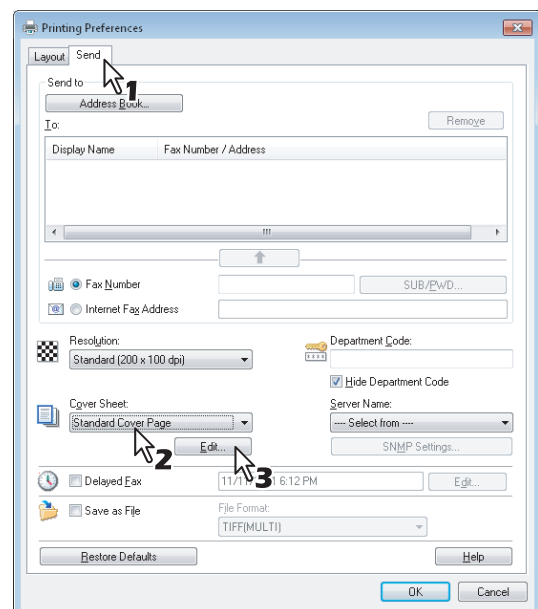 Printing Preferences
Layout Send
1
Send to
Address Book...
To:
Remove
Display Name Fax Number / Address
Fax Number
SUB/PWD...
Internet Fax Address
Resolution:
Standard (200 x 100 dpi)
Department Code:
Hide Department Code
Cover Sheet:
Standard Cover Page
2
Edit...
3
Server Name:
---- Select from ----
SNMP Settings...
Delayed Fax
6:12 PM
Edit...
Save as File
File Format:
TIFF(MULTI)
Restore Defaults
Help
OK Cancel